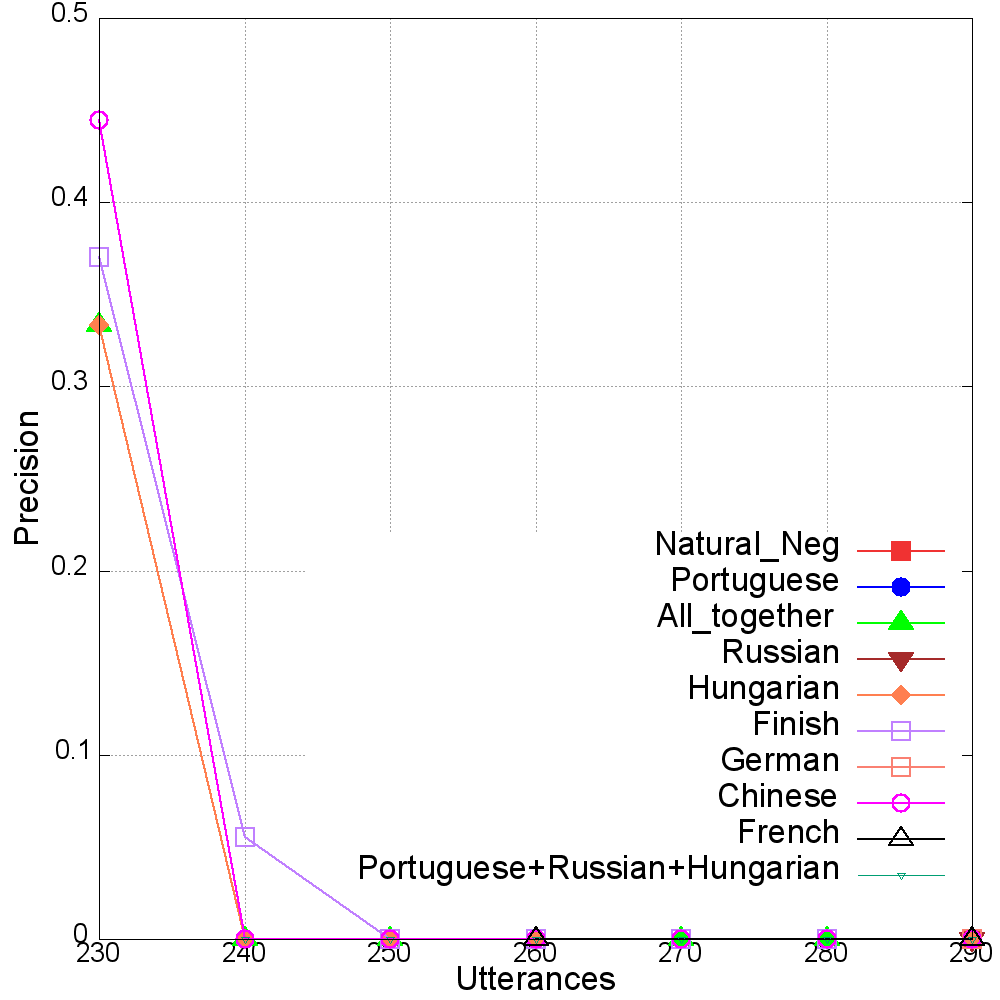 0.5
0.4
0.3
0.2
0.1
0
Precision
Natural_Neg
Portuguese
All_together
Russian
Hungarian
Finish
German
Chinese
French
Portuguese+Russian+Hungarian
230 240 250 260 270 280 290
Utterances